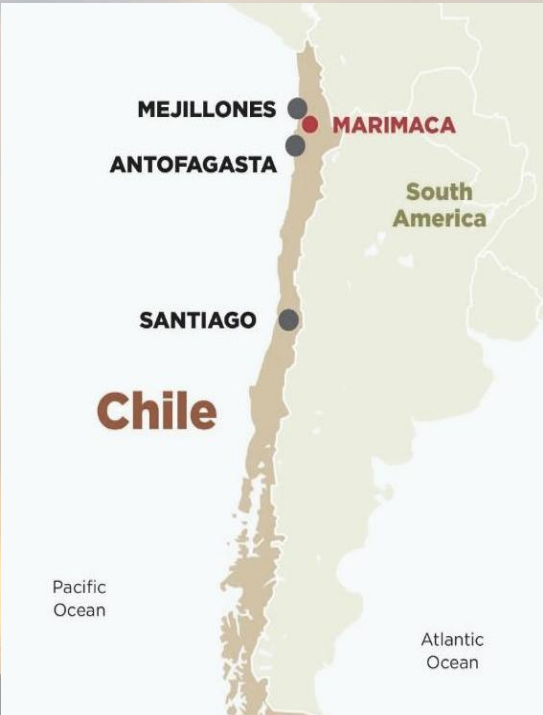 MEJILLONES
MARIMACA
ANTOFAGASTA
South
America
SANTIAGO
Chile
Pacific
Ocean
Atlantic
Ocean